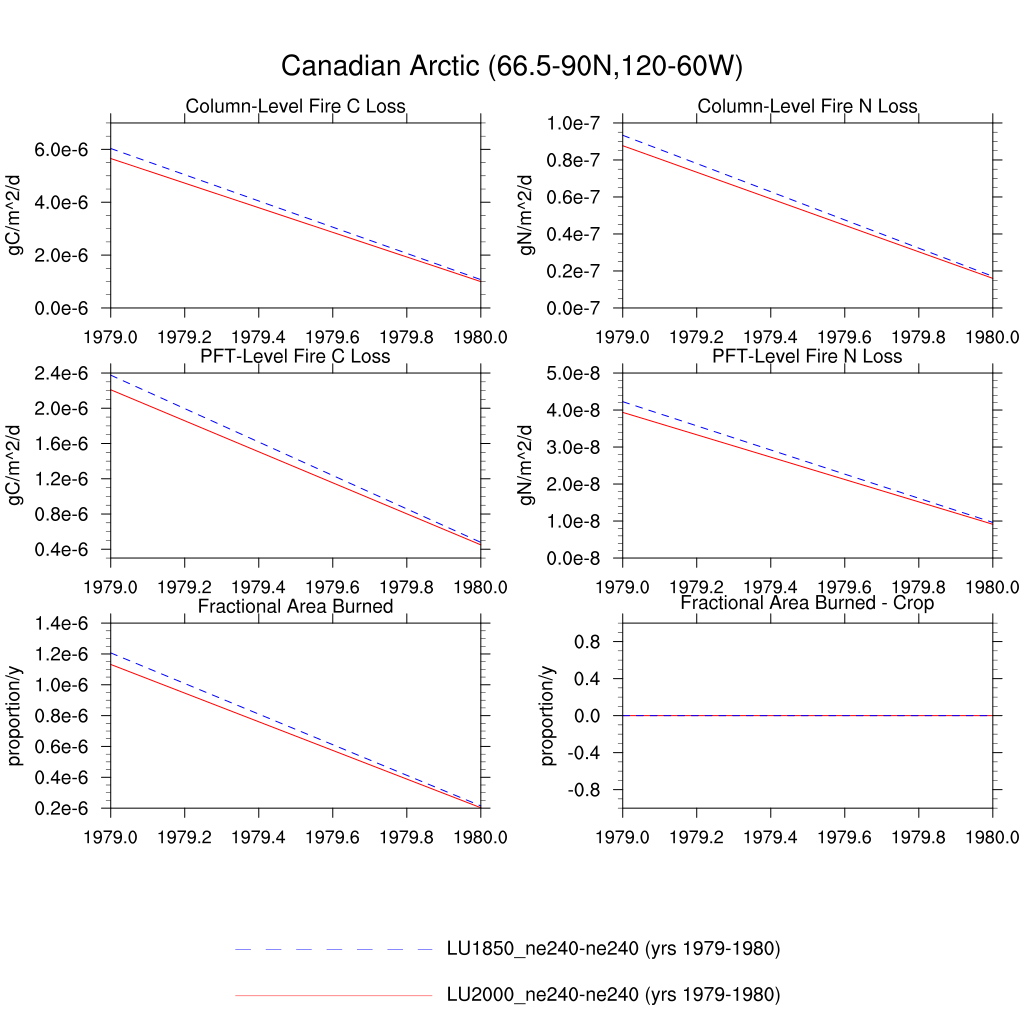 Canadian Arctic (66.5-90N,120-60W)
Column-Level Fire C Loss
gC/m^2/d
6.0e-6
4.0e-6
2.0e-6
0.0e-6
1979.0 1979.2 1979.4 1979.6 1979.8 1980.0
Column-Level Fire N Loss
gN/m^2/d
1.0e-7
0.8e-7
0.6e-7
0.4e-7
0.2e-7
0.0e-7
1979.0 1979.2 1979.4 1979.6 1979.8 1980.0
PFT-Level Fire C Loss
gC/m^2/d
2.4e-6
2.0e-6
1.6e-6
1.2e-6
0.8e-6
0.4e-6
1979.0 1979.2 1979.4 1979.6 1979.8 1980.0
PFT-Level Fire N Loss
gN/m^2/d
5.0e-8
4.0e-8
3.0e-8
2.0e-8
1.0e-8
0.0e-8
1979.0 1979.2 1979.4 1979.6 1979.8 1980.0
Fractional Area Burned
proportion/y
1.4e-6
1.2e-6
1.0e-6
0.8e-6
0.6e-6
0.4e-6
0.2e-6
1979.0 1979.2 1979.4 1979.6 1979.8 1980.0
Fractional Area Burned - Crop
proportion/y
0.8
0.4
0.0
-0.4
-0.8
1979.0 1979.2 1979.4 1979.6 1979.8 1980.0
LU1850_ne240-ne240 (yrs 1979-1980)
LU2000_ne240-ne240 (yrs 1979-1980)